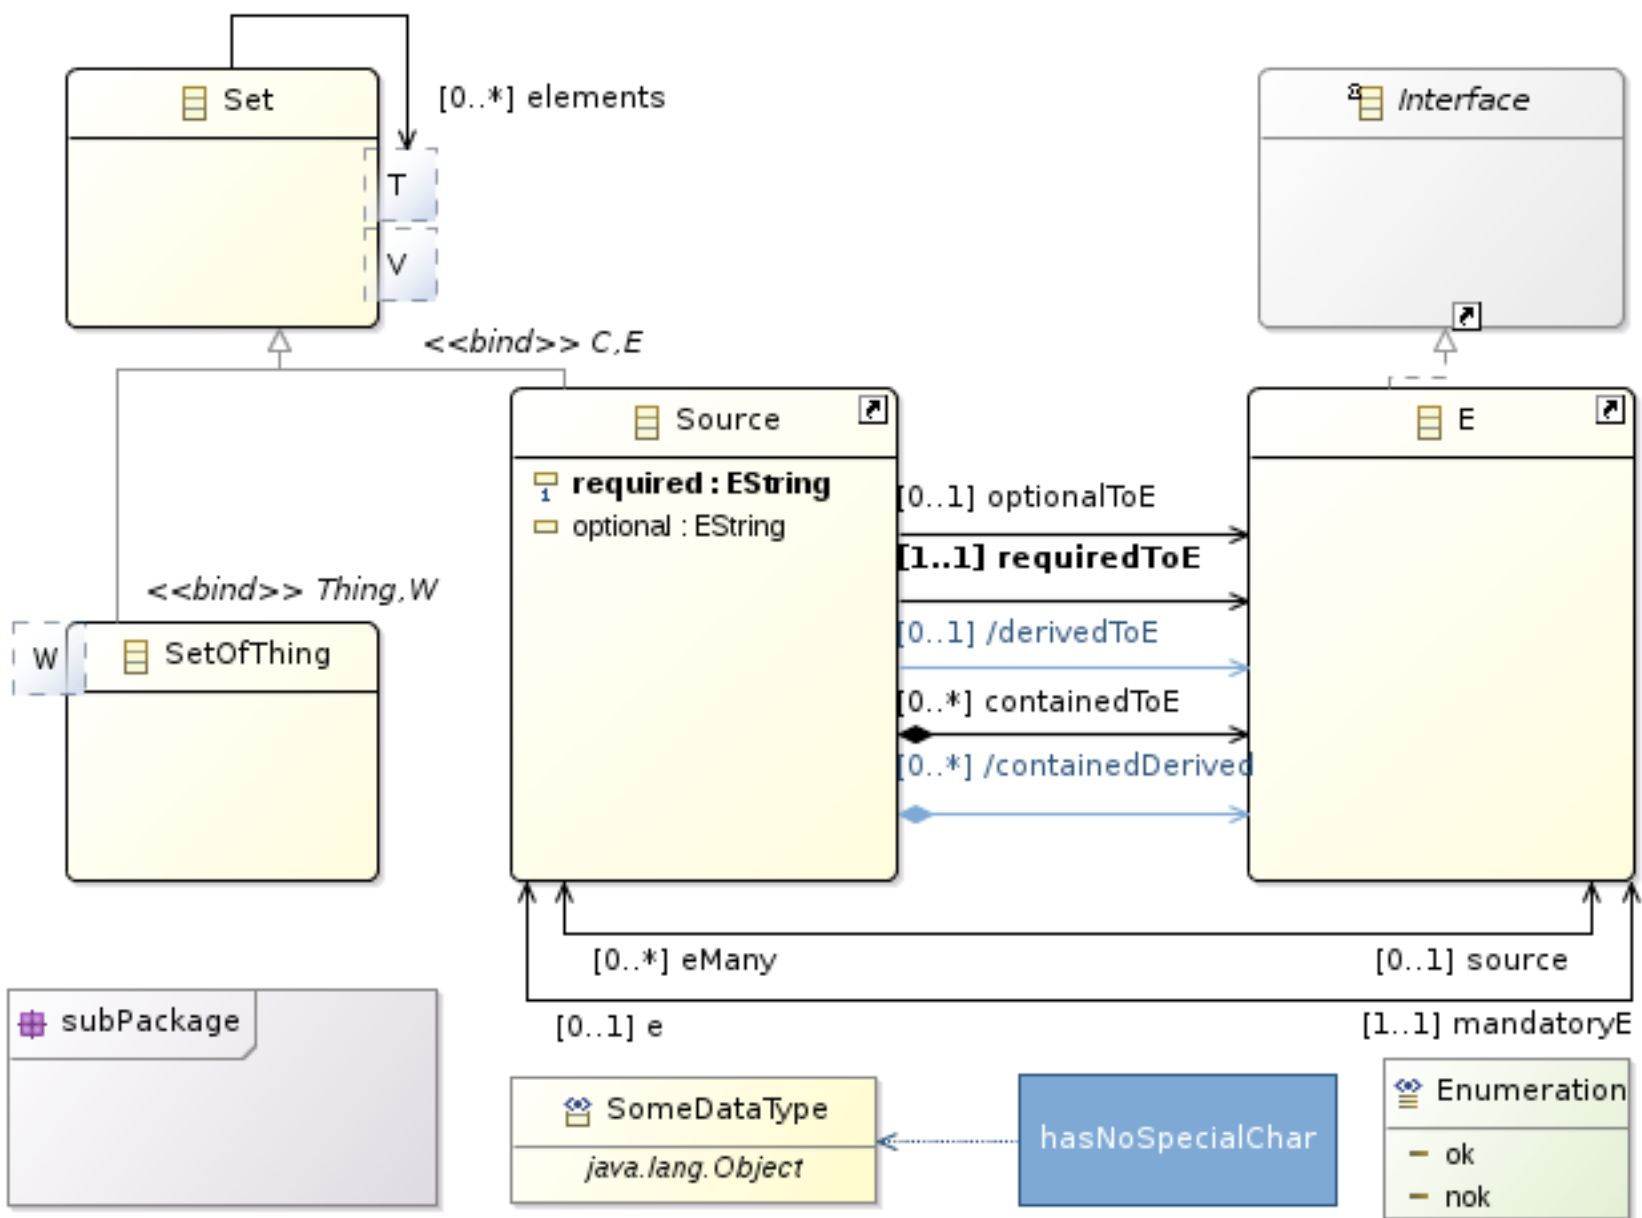 Set
[0..*] elements
T
V
Interface
<<bind>> C,E
Source
required : EString
optional : EString
E
[0..1] optionalToE
[1..1] requiredToE
[0..1] /derivedToE
[0..*] containedToE
[0..*] /containedDerived
<<bind>> Thing,W
W
SetOfThing
[0..*] eMany
[0..1] source
[0..1] e
[1..1] mandatoryE
subPackage
SomeDataType
java.lang.Object
hasNoSpecialChar
Enumeration
ok
nok
1